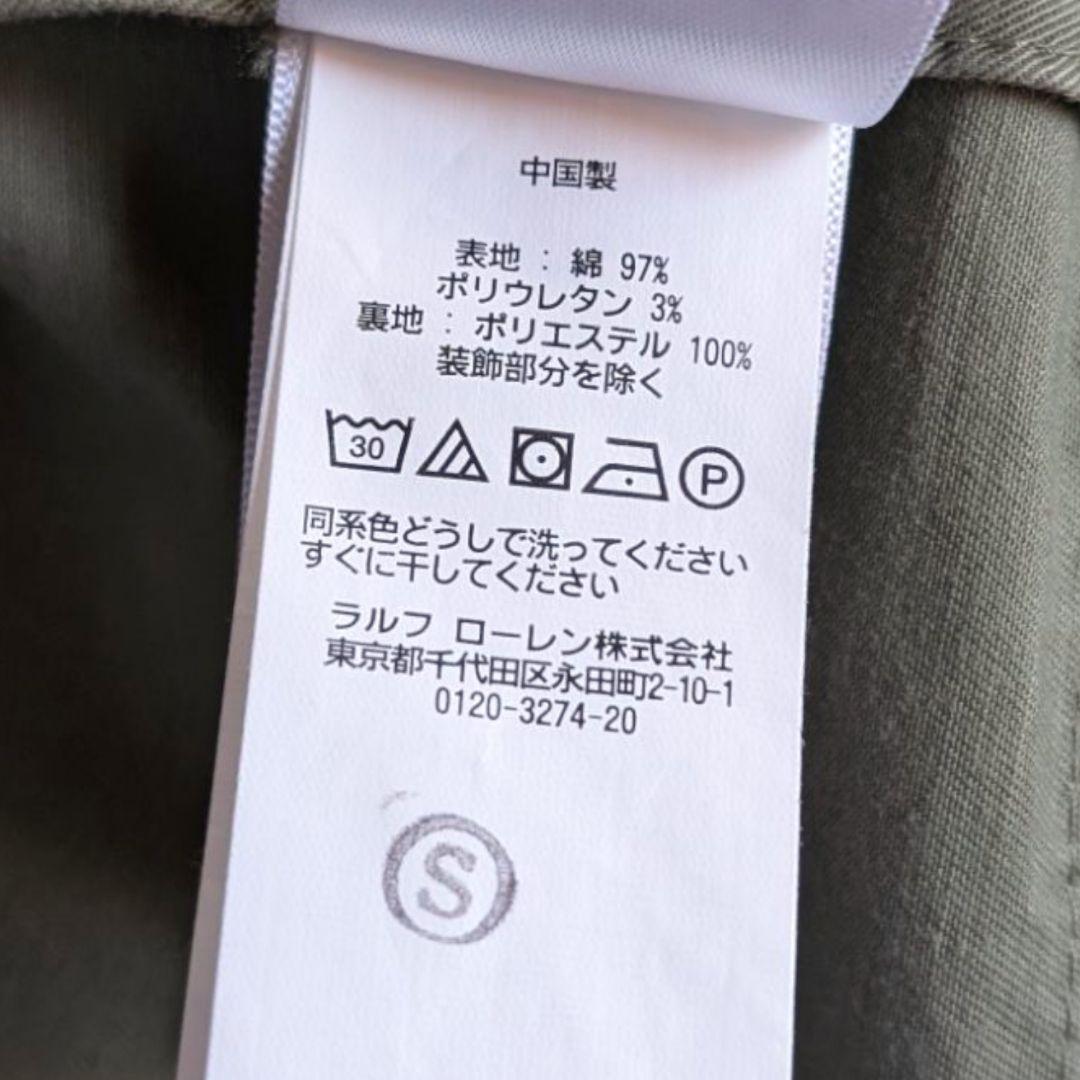 中国製
表地 : 綿 97%
ポリウレタン 3%
裏地 : ポリエステル 100%
装飾部分を除く
30 P
同系色どうしで洗ってください
すぐに干してください
ラルフ ローレン株式会社
東京都千代田区永田町2-10-1
0120-3274-20
S